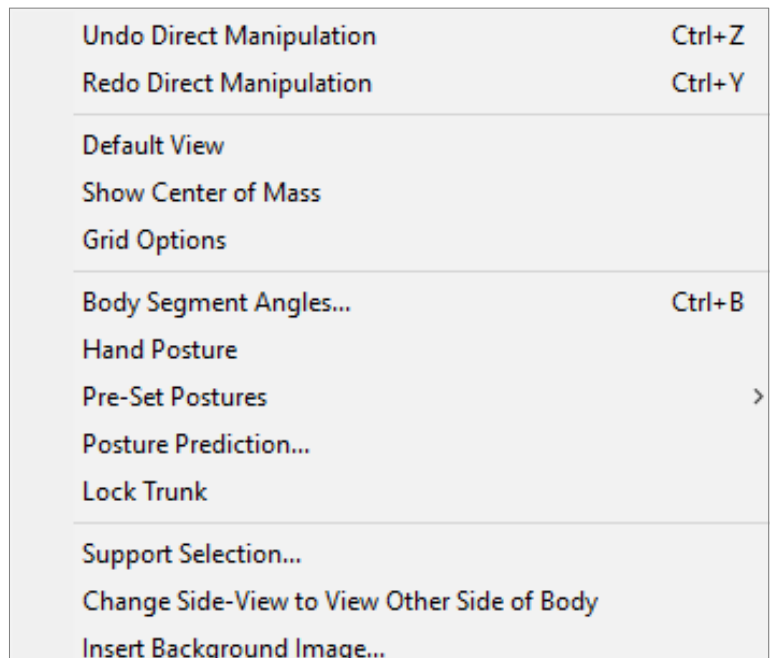 Undo Direct Manipulation Ctrl+Z
Redo Direct Manipulation Ctrl+Y
Default View
Show Center of Mass
Grid Options
Body Segment Angles... Ctrl+B
Hand Posture
Pre-Set Postures
Posture Prediction...
Lock Trunk
Support Selection...
Change Side-View to View Other Side of Body
Insert Background Image...